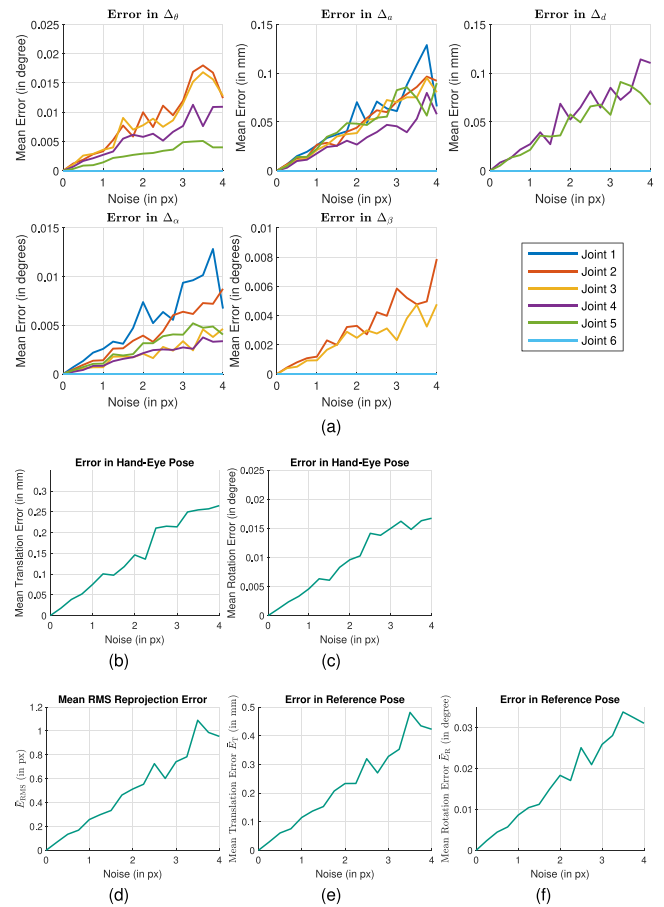 Error in Δθ
Error in Δa
Error in Δd
0.025
0.02
0.015
0.01
0.005
0
0.15
0.1
0.05
0
0.15
0.1
0.05
0
Mean Error (in degree)
Mean Error (in mm)
Mean Error (in mm)
0 1 2 3 4
0 1 2 3 4
0 1 2 3 4
Noise (in px)
Noise (in px)
Noise (in px)
Error in Δα
Error in Δβ
0.015
0.01
0.005
0
0.01
0.008
0.006
0.004
0.002
0
Mean Error (in degrees)
Mean Error (in degrees)
0 1 2 3 4
0 1 2 3 4
Noise (in px)
Noise (in px)
Joint 1
Joint 2
Joint 3
Joint 4
Joint 5
Joint 6
(a)
Error in Hand-Eye Pose
Error in Hand-Eye Pose
0.3
0.25
0.2
0.15
0.1
0.05
0
0.025
0.02
0.015
0.01
0.005
0
Mean Translation Error (in mm)
Mean Rotation Error (in degree)
0 1 2 3 4
0 1 2 3 4
Noise (in px)
Noise (in px)
(b)
(c)
Mean RMS Reprojection Error
Error in Reference Pose
Error in Reference Pose
1.2
1
0.8
0.6
0.4
0.2
0
0.5
0.4
0.3
0.2
0.1
0
0.03
0.02
0.01
0
ĒRMS (in px)
Mean Translation Error ĒT (in mm)
Mean Rotation Error ĒR (in degree)
0 1 2 3 4
0 1 2 3 4
0 1 2 3 4
Noise (in px)
Noise (in px)
Noise (in px)
(d)
(e)
(f)